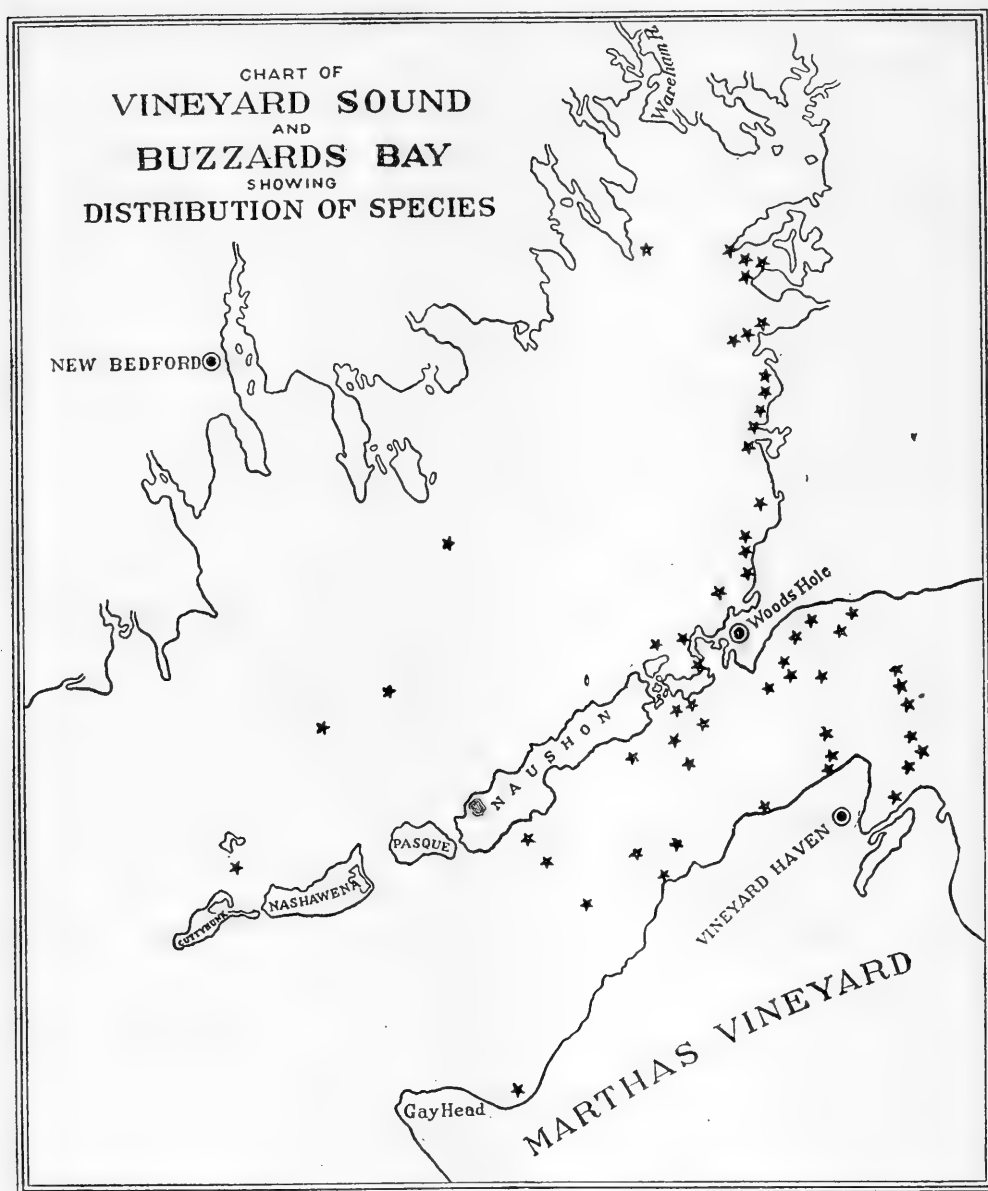 CHART OF
VINEYARD SOUND
AND
BUZZARDS BAY
SHOWING
DISTRIBUTION OF SPECIES
Wareham R.
NEW BEDFORD
Woods Hole
NAUSHON
PASQUE
NASHAWENA
CUTTYHUNK
VINEYARD HAVEN
MARTHAS VINEYARD
Gay Head